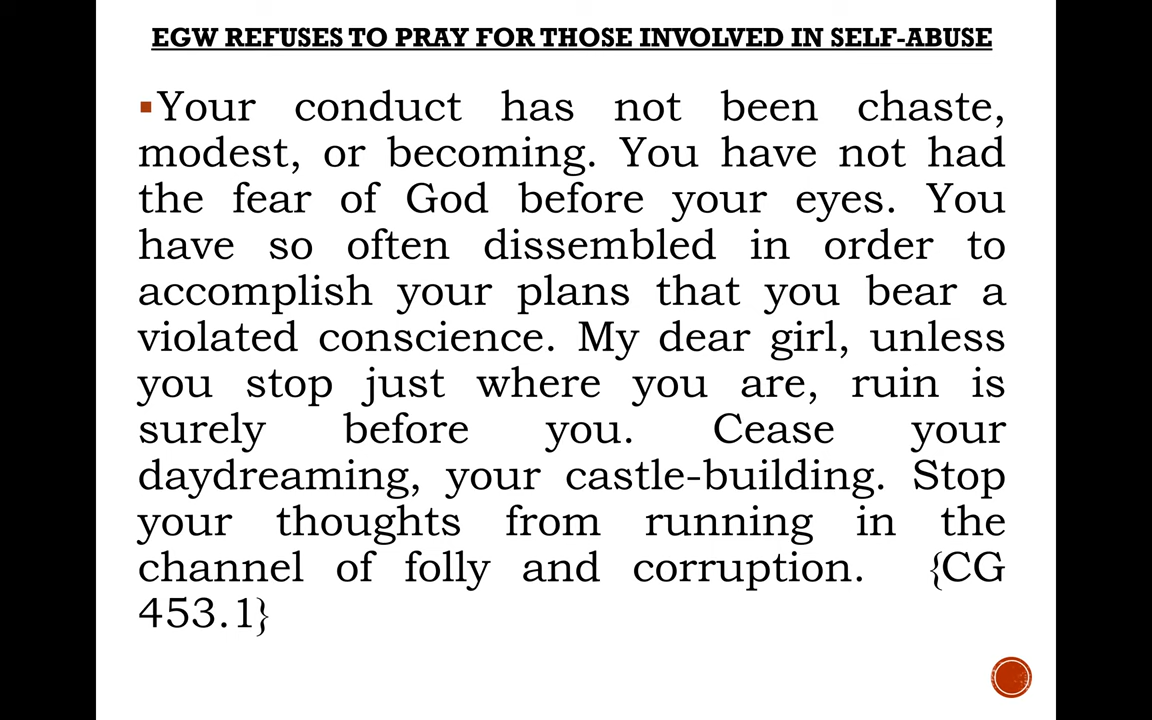 EGW REFUSES TO PRAY FOR THOSE INVOLVED IN SELF-ABUSE
▪Your conduct has not been chaste,
modest, or becoming. You have not had
the fear of God before your eyes. You
have so often dissembled in order to
accomplish your plans that you bear a
violated conscience. My dear girl, unless
you stop just where you are, ruin is
surely before you. Cease your
daydreaming, your castle-building. Stop
your thoughts from running in the
channel of folly and corruption. {CG
453.1}